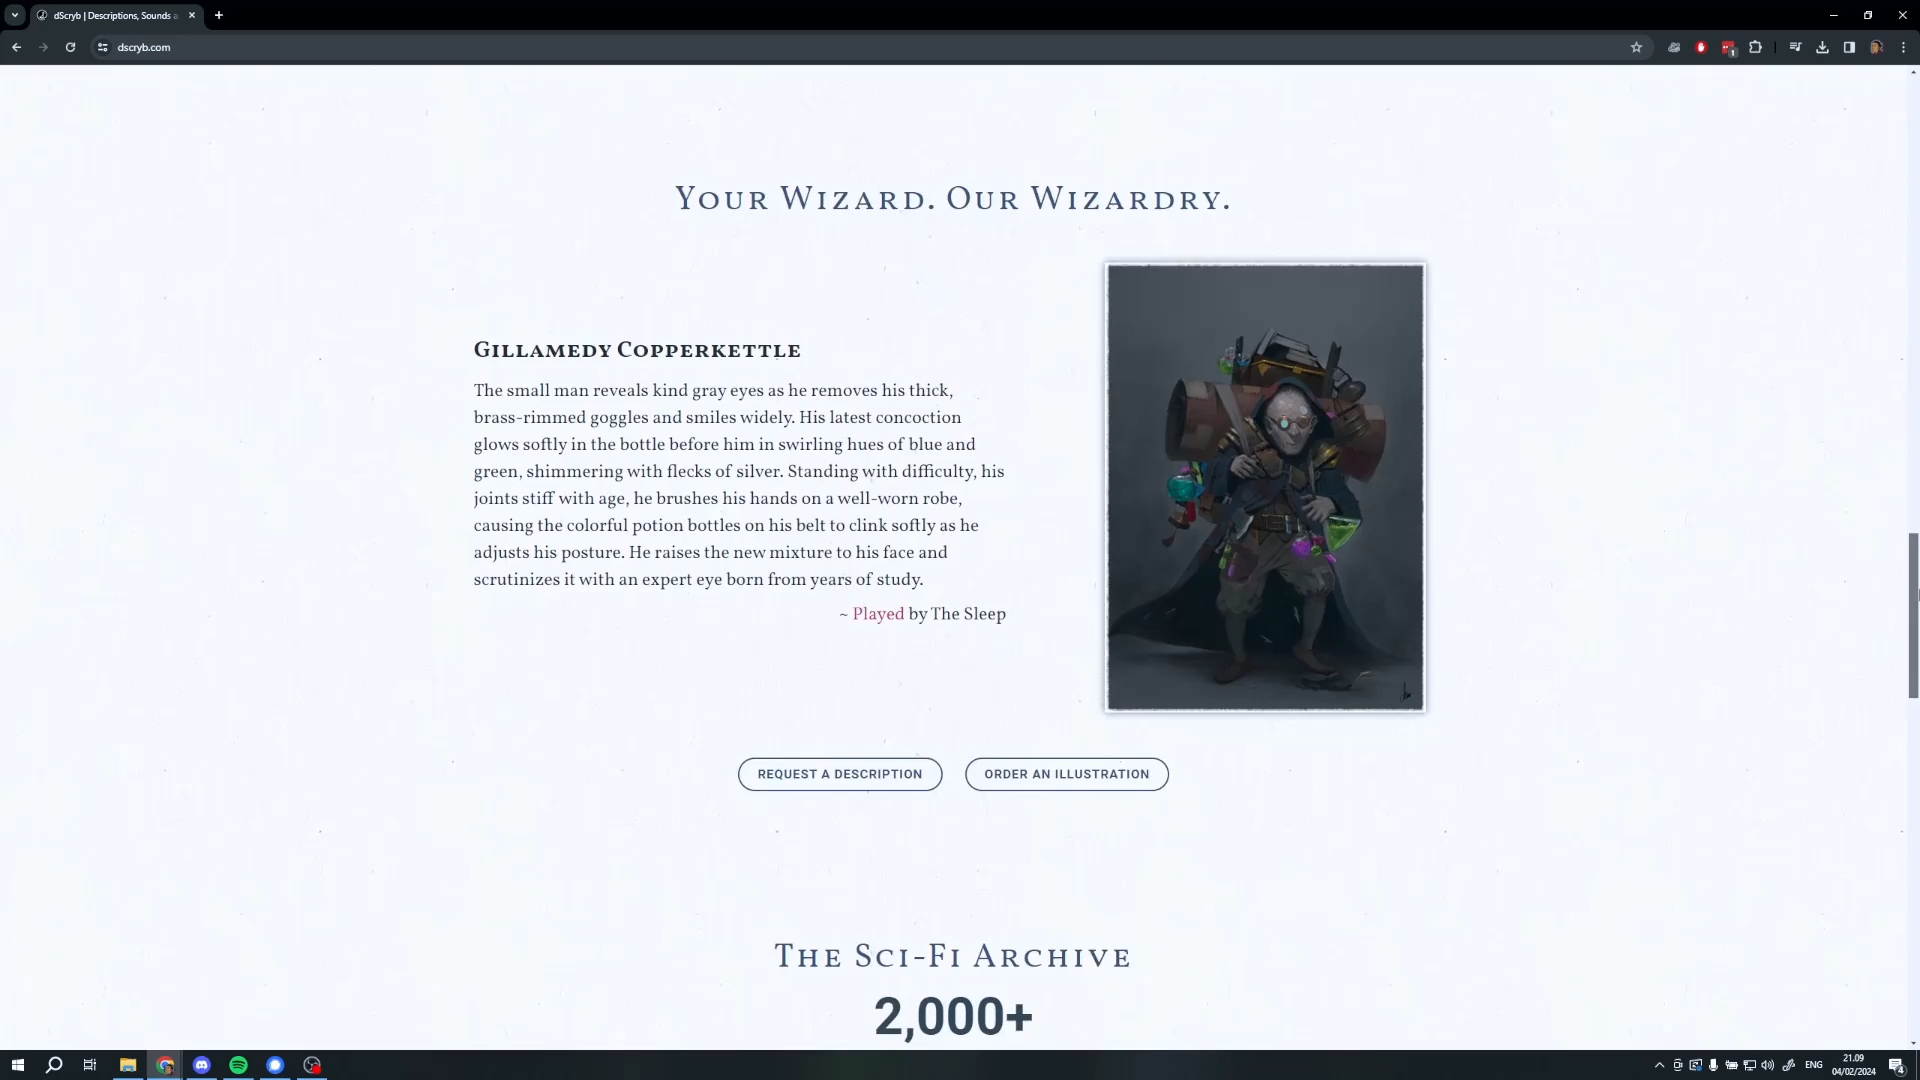 dScryb | Descriptions, Sounds a
dscryb.com
1
Your Wizard. Our Wizardry.
Gillamedy Copperkettle
The small man reveals kind gray eyes as he removes his thick,
brass-rimmed goggles and smiles widely. His latest concoction
glows softly in the bottle before him in swirling hues of blue and
green, shimmering with flecks of silver. Standing with difficulty, his
joints stiff with age, he brushes his hands on a well-worn robe,
causing the colorful potion bottles on his belt to clink softly as he
adjusts his posture. He raises the new mixture to his face and
scrutinizes it with an expert eye born from years of study.
~ Played by The Sleep
REQUEST A DESCRIPTION
ORDER AN ILLUSTRATION
The Sci-Fi Archive
2,000+
ENG
21.09
04/02/2024
4